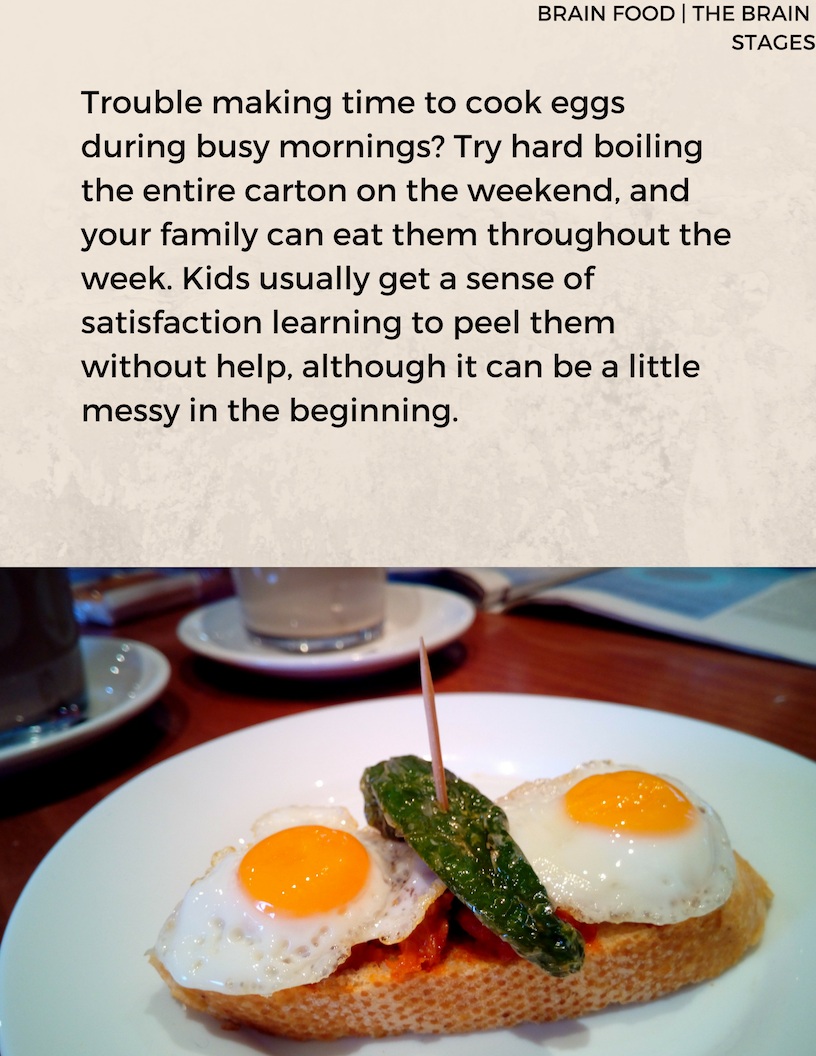 BRAIN FOOD | THE BRAIN
STAGES
Trouble making time to cook eggs
during busy mornings? Try hard boiling
the entire carton on the weekend, and
your family can eat them throughout the
week. Kids usually get a sense of
satisfaction learning to peel them
without help, although it can be a little
messy in the beginning.